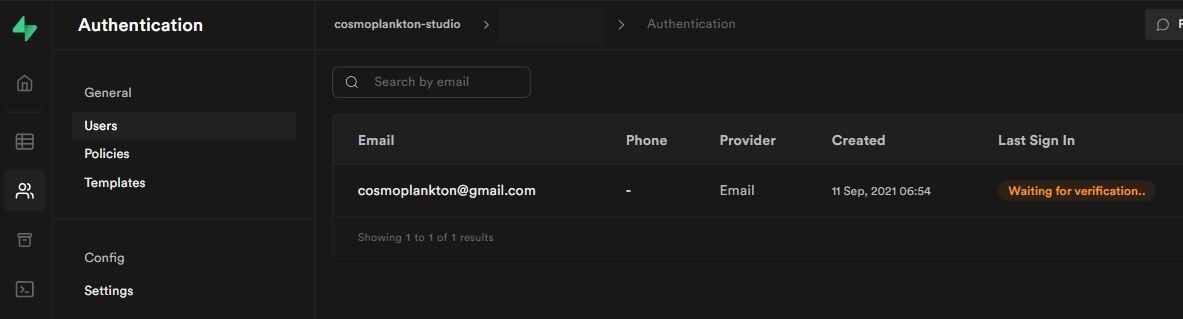 Authentication
cosmoplankton-studio > > Authentication
Search by email
General
Users
Policies
Templates
Config
Settings
Email Phone Provider Created Last Sign In
cosmoplankton@gmail.com - Email 11 Sep, 2021 06:54 Waiting for verification..
Showing 1 to 1 of 1 results